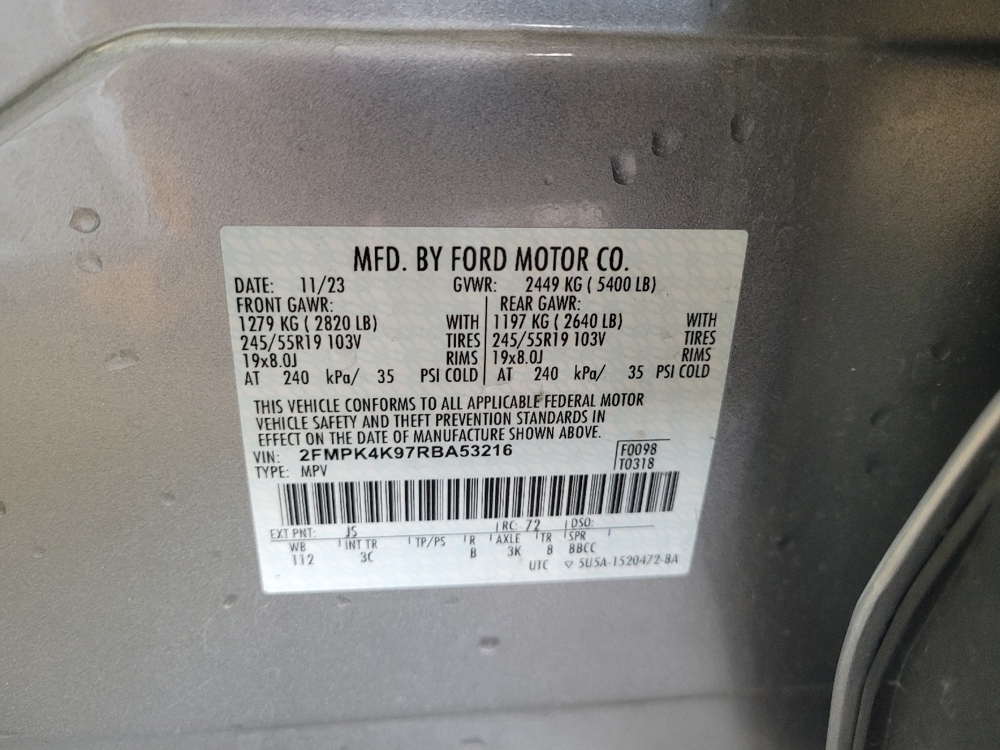 MFD. BY FORD MOTOR CO.
DATE: 11/23 GVWR: 2449 KG ( 5400 LB)
FRONT GAWR: REAR GAWR:
1279 KG ( 2820 LB) WITH 1197 KG ( 2640 LB) WITH
245/55R19 103V TIRES 245/55R19 103V TIRES
19x8.0J RIMS 19x8.0J RIMS
AT 240 kPa/ 35 PSI COLD AT 240 kPa/ 35 PSI COLD
THIS VEHICLE CONFORMS TO ALL APPLICABLE FEDERAL MOTOR
VEHICLE SAFETY AND THEFT PREVENTION STANDARDS IN
EFFECT ON THE DATE OF MANUFACTURE SHOWN ABOVE.
VIN: 2FMPK4K97RBA53216 F0098
TYPE: MPV T0318
EXT PNT: JS RC: 72 DSO:
WB INT TR TP/PS R AXLE TR SPR
112 3C B 3K 8 BBCC
UTC ▽ 5U5A-1520472-BA